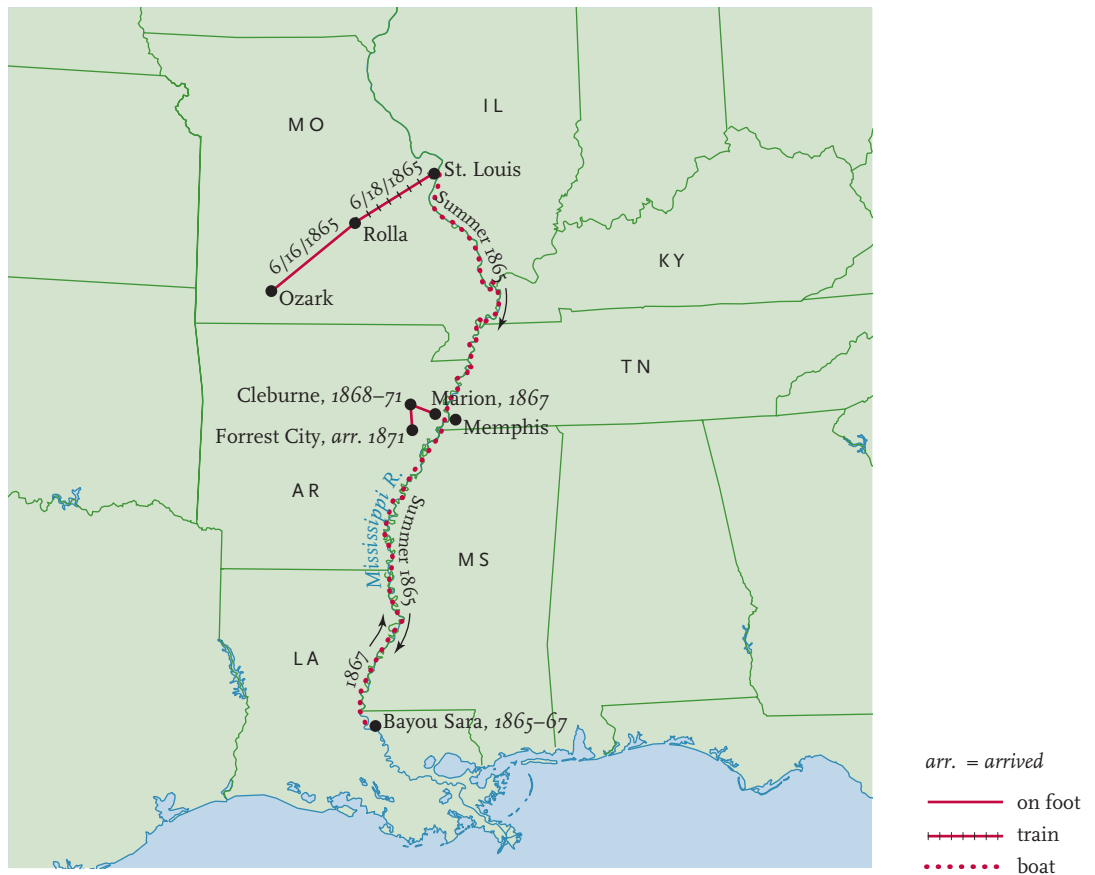 IL
MO
St. Louis
6/18/1865
Summer 1865
6/16/1865
Rolla
KY
Ozark
TN
Cleburne, 1868–71
Marion, 1867
Memphis
Forrest City, arr. 1871
AR
Mississippi R.
Summer 1865
MS
LA
1867
Bayou Sara, 1865–67
arr. = arrived
on foot
train
boat